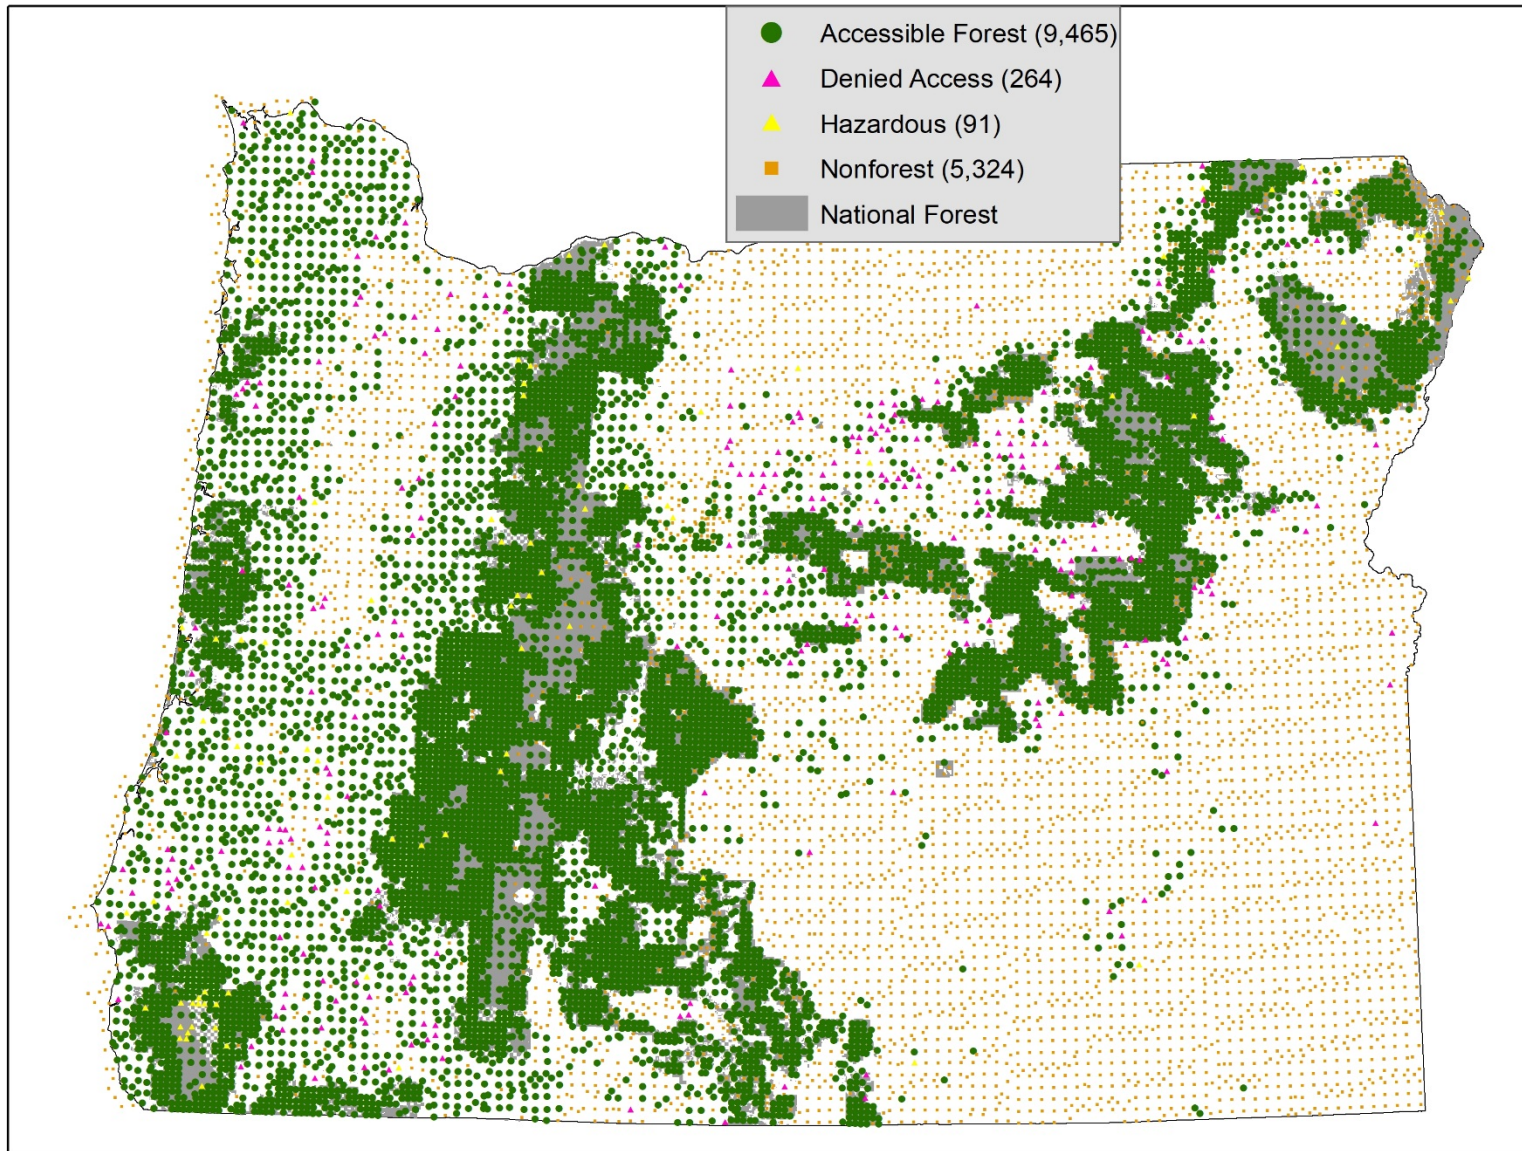 Accessible Forest (9,465)
Denied Access (264)
Hazardous (91)
Nonforest (5,324)
National Forest